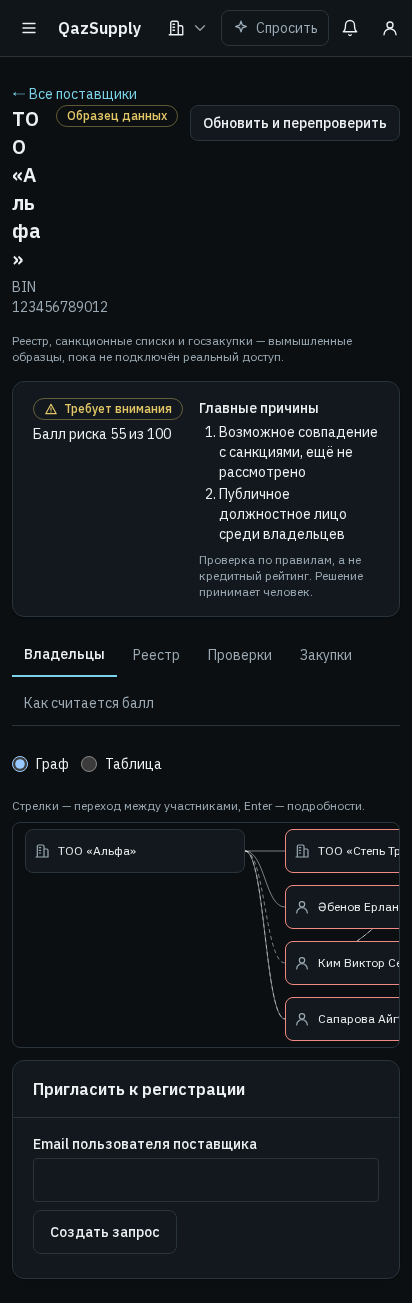 QazSupply
Спросить
← Все поставщики
ТО
О
«А
ль
фа
»
Образец данных
Обновить и перепроверить
BIN
123456789012
Реестр, санкционные списки и госзакупки — вымышленные
образцы, пока не подключён реальный доступ.
Требует внимания
Балл риска 55 из 100
Главные причины
1. Возможное совпадение
с санкциями, ещё не
рассмотрено
2. Публичное
должностное лицо
среди владельцев
Проверка по правилам, а не
кредитный рейтинг. Решение
принимает человек.
Владельцы
Реестр
Проверки
Закупки
Как считается балл
Граф
Таблица
Стрелки — переход между участниками, Enter — подробности.
ТОО «Альфа»
ТОО «Степь Тр
Әбенов Ерлан
Ким Виктор Се
Сапарова Айг
Пригласить к регистрации
Email пользователя поставщика
Создать запрос